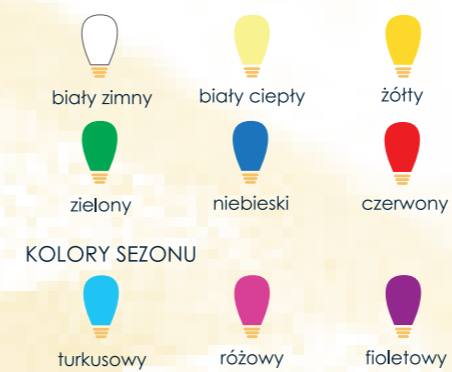 biały zimny biały ciepły żółty
zielony niebieski czerwony
KOLORY SEZONU
turkusowy różowy fioletowy